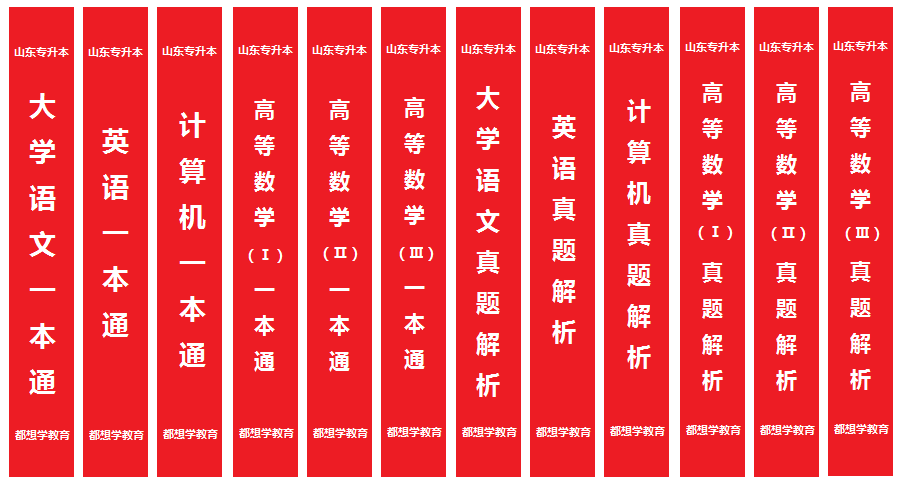 山东专升本
大学语文一本通
都想学教育
山东专升本
英语一本通
都想学教育
山东专升本
计算机一本通
都想学教育
山东专升本
高等数学（Ⅰ）一本通
都想学教育
山东专升本
高等数学（Ⅱ）一本通
都想学教育
山东专升本
高等数学（Ⅲ）一本通
都想学教育
山东专升本
大学语文真题解析
都想学教育
山东专升本
英语真题解析
都想学教育
山东专升本
计算机真题解析
都想学教育
山东专升本
高等数学（Ⅰ）真题解析
都想学教育
山东专升本
高等数学（Ⅱ）真题解析
都想学教育
山东专升本
高等数学（Ⅲ）真题解析
都想学教育